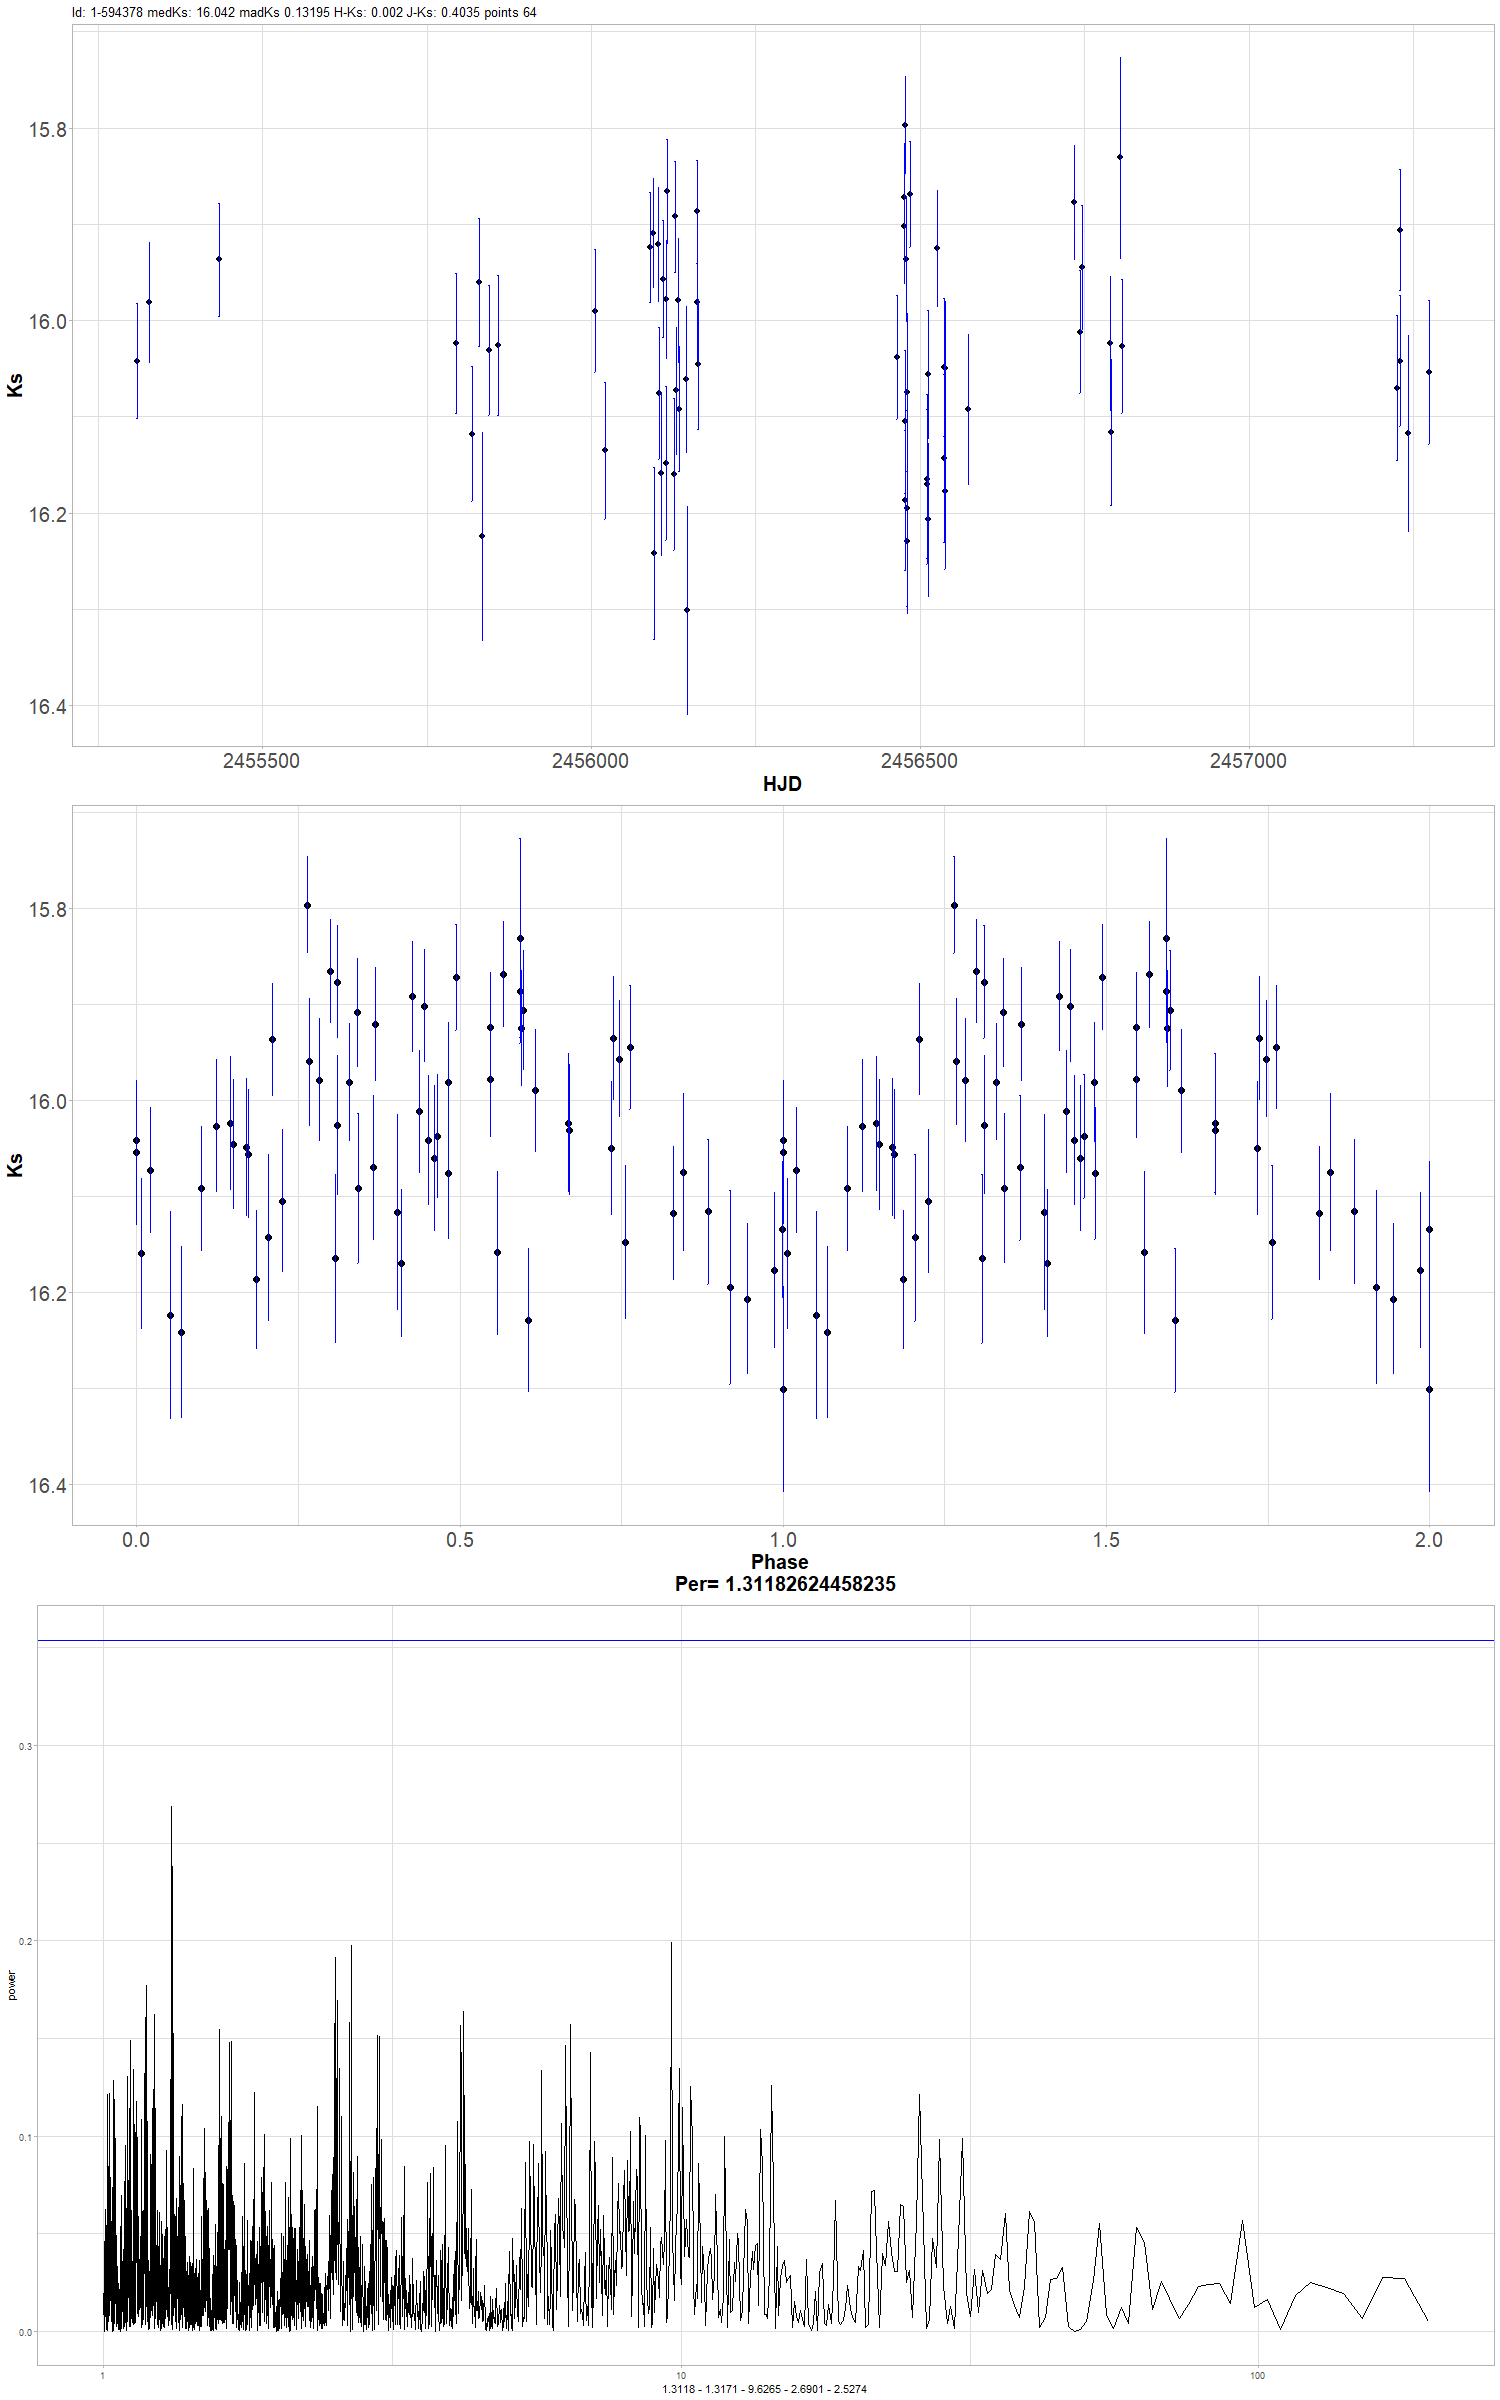 Id: 1-594378 medKs: 16.042 madKs 0.13195 H-Ks: 0.002 J-Ks: 0.4035 points 64
15.8
16.0
16.2
16.4
Ks
2455500 2456000 2456500 2457000
HJD
15.8
16.0
16.2
16.4
Ks
0.0 0.5 1.0 1.5 2.0
Phase
Per= 1.31182624458235
0.3
0.2
0.1
0.0
power
1 10 100
1.3118 - 1.3171 - 9.6265 - 2.6901 - 2.5274